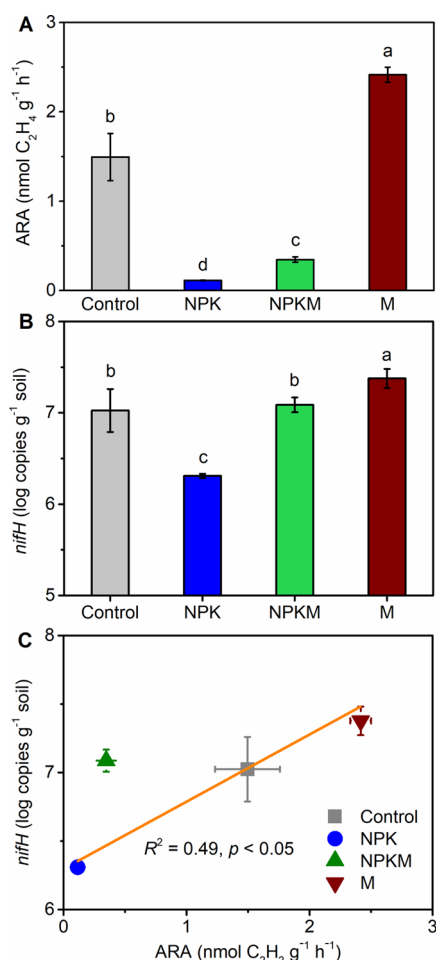 A
ARA (nmol C₂H₄ g⁻¹ h⁻¹)
3
2
1
0
b
d
c
a
Control NPK NPKM M
B
nifH (log copies g⁻¹ soil)
8
7
6
5
b
c
b
a
Control NPK NPKM M
C
nifH (log copies g⁻¹ soil)
8
7
6
R² = 0.49, p < 0.05
Control
NPK
NPKM
M
0 1 2 3
ARA (nmol C₂H₂ g⁻¹ h⁻¹)